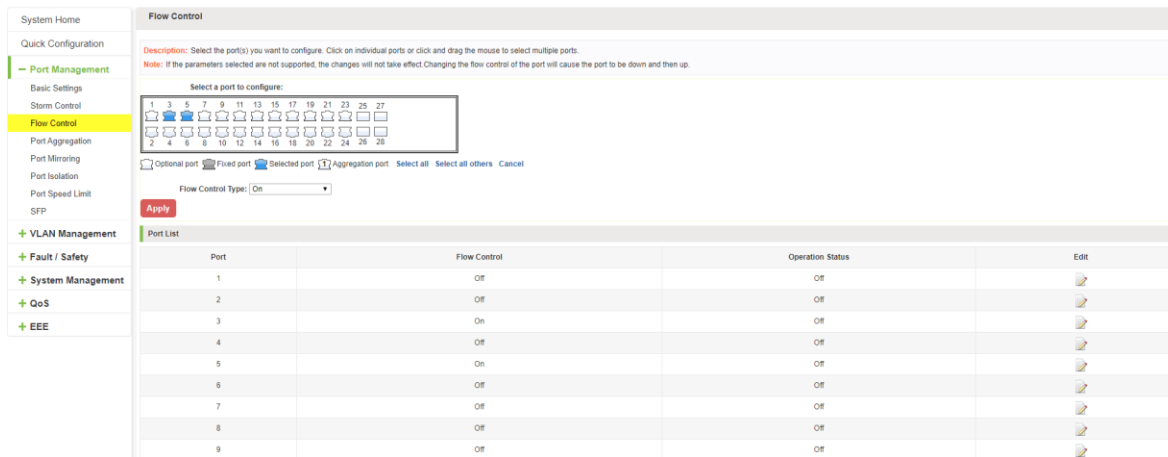 System Home
Quick Configuration
− Port Management
Basic Settings
Storm Control
Flow Control
Port Aggregation
Port Mirroring
Port Isolation
Port Speed Limit
SFP
+ VLAN Management
+ Fault / Safety
+ System Management
+ QoS
+ EEE
Flow Control
Description: Select the port(s) you want to configure. Click on individual ports or click and drag the mouse to select multiple ports.
Note: If the parameters selected are not supported, the changes will not take effect.Changing the flow control of the port will cause the port to be down and then up.
Select a port to configure:
1 3 5 7 9 11 13 15 17 19 21 23 25 27
2 4 6 8 10 12 14 16 18 20 22 24 26 28
Optional port Fixed port Selected port 1 Aggregation port Select all Select all others Cancel
Flow Control Type: On
Apply
Port List
Port Flow Control Operation Status Edit
1 Off Off
2 Off Off
3 On Off
4 Off Off
5 On Off
6 Off Off
7 Off Off
8 Off Off
9 Off Off